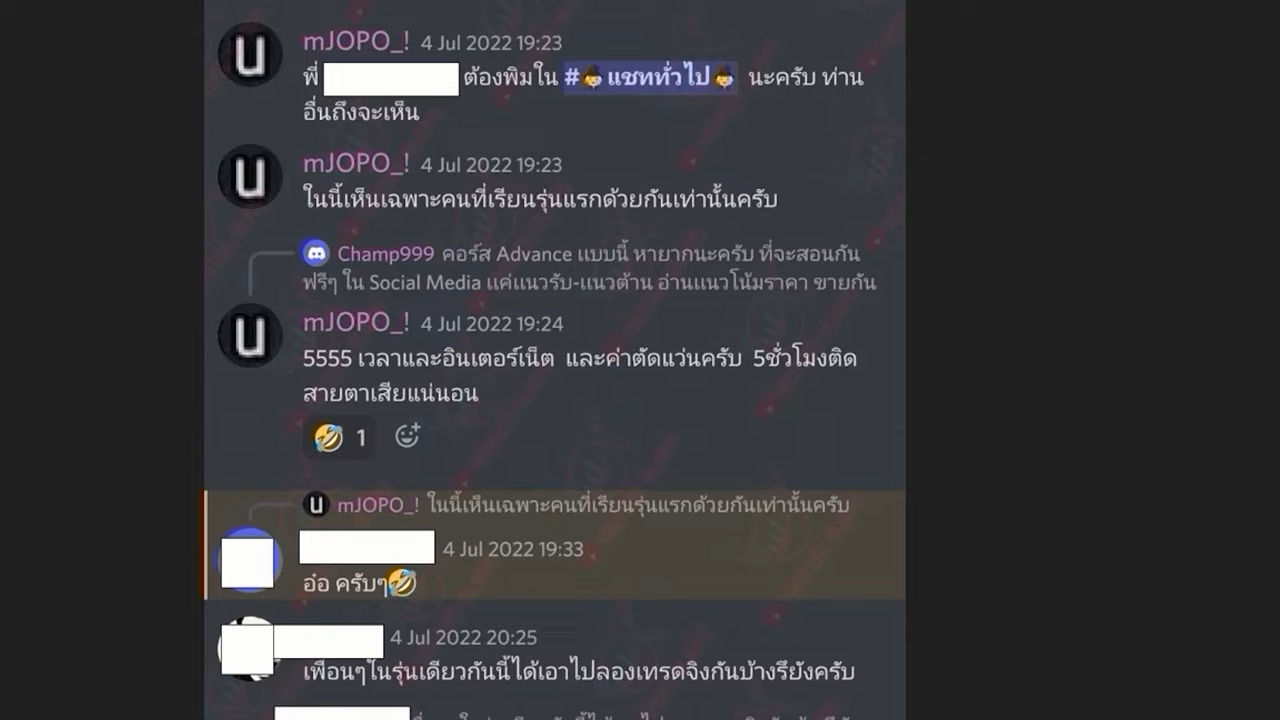 mJOPO_! 4 Jul 2022 19:23
พี่ ต้องพิมใน #แชททั่วไป นะครับ ท่าน
อื่นถึงจะเห็น
mJOPO_! 4 Jul 2022 19:23
ในนี้เห็นเฉพาะคนที่เรียนรุ่นแรกด้วยกันเท่านั้นครับ
Champ999 คอร์ส Advance แบบนี้ หายากนะครับ ที่จะสอนกัน
ฟรีๆ ใน Social Media แค่แนวรับ-แนวต้าน อ่านแนวโน้มราคา ขายกัน
mJOPO_! 4 Jul 2022 19:24
5555 เวลาและอินเตอร์เน็ต และค่าตัดแว่นครับ 5ชั่วโมงติด
สายตาเสียแน่นอน
1
mJOPO_! ในนี้เห็นเฉพาะคนที่เรียนรุ่นแรกด้วยกันเท่านั้นครับ
4 Jul 2022 19:33
อ๋อ ครับๆ
4 Jul 2022 20:25
เพื่อนๆในรุ่นเดียวกันนี้ได้เอาไปลองเทรดจิงกันบ้างรึยังครับ